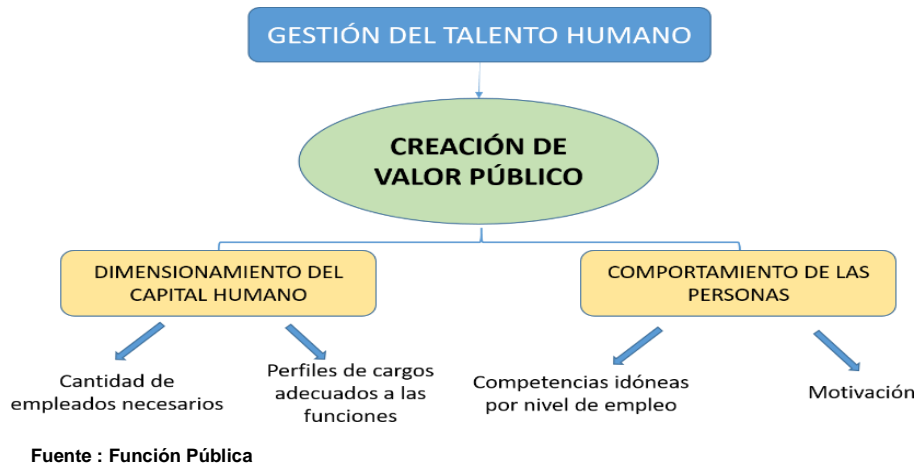 GESTIÓN DEL TALENTO HUMANO
CREACIÓN DE
VALOR PÚBLICO
DIMENSIONAMIENTO DEL
CAPITAL HUMANO
COMPORTAMIENTO DE LAS
PERSONAS
Cantidad de
empleados necesarios
Perfiles de cargos
adecuados a las
funciones
Competencias idóneas
por nivel de empleo
Motivación
Fuente : Función Pública